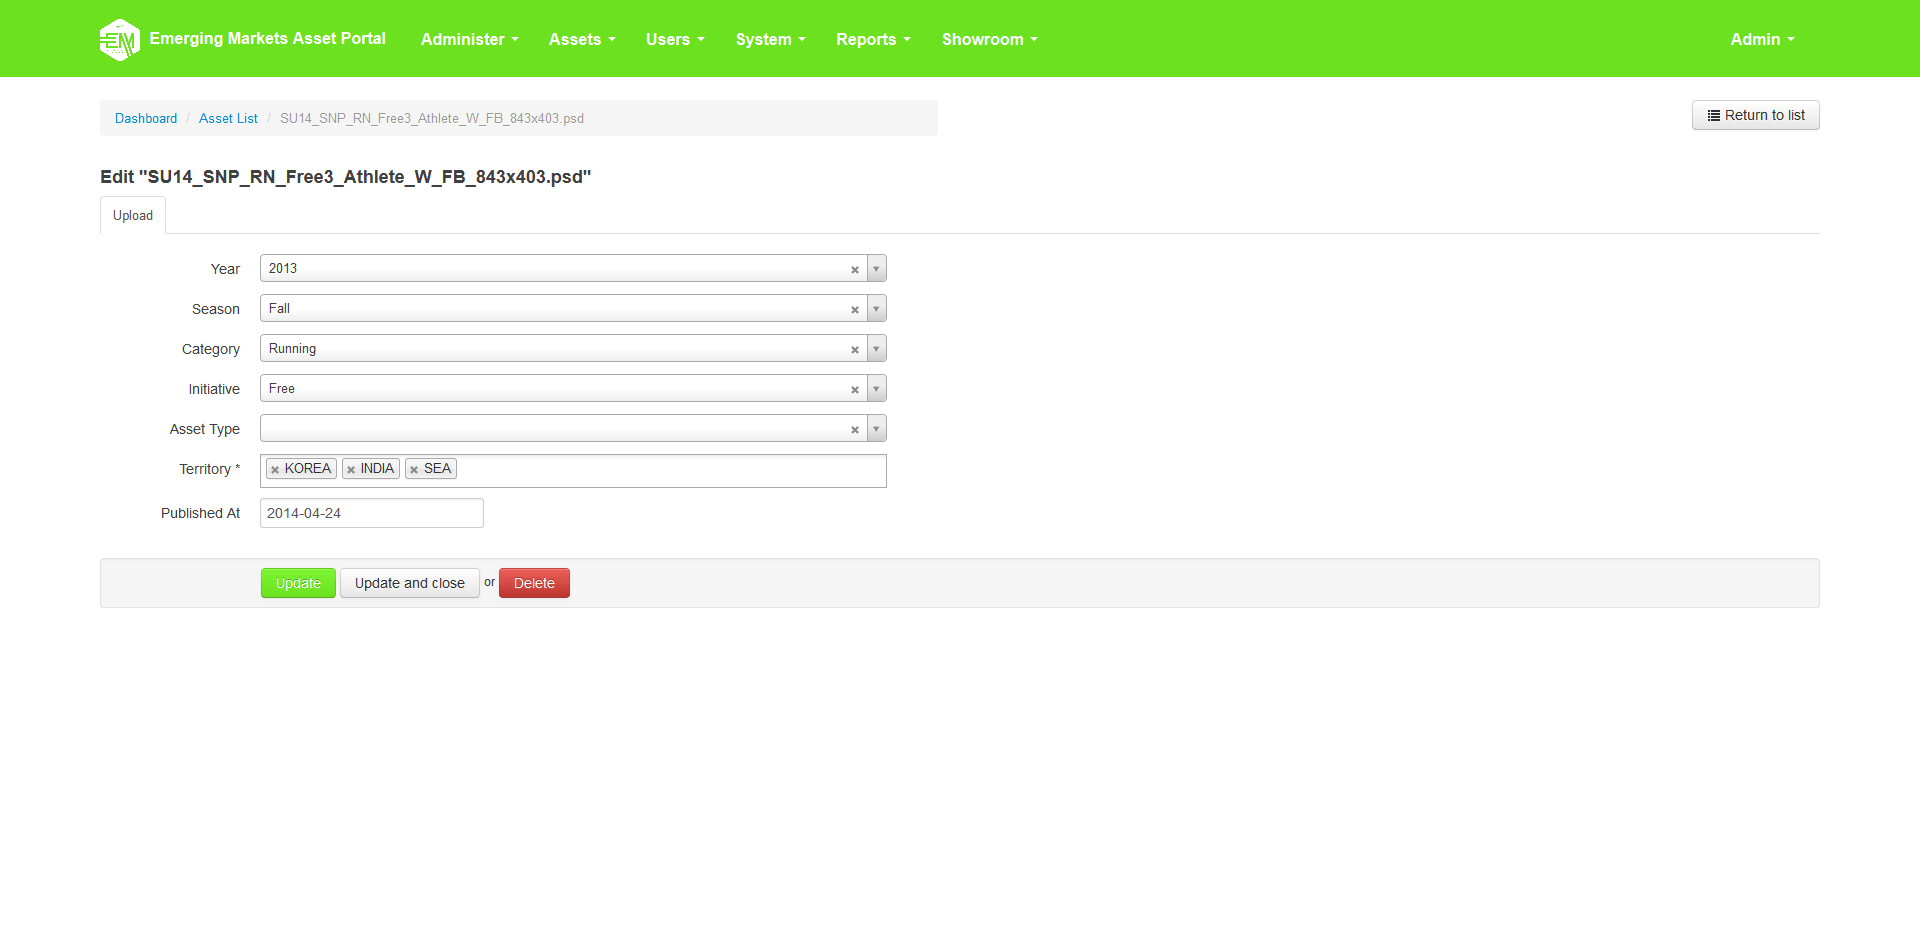 EM Emerging Markets Asset Portal Administer Assets Users System Reports Showroom Admin
Dashboard / Asset List / SU14_SNP_RN_Free3_Athlete_W_FB_843x403.psd
Return to list
Edit "SU14_SNP_RN_Free3_Athlete_W_FB_843x403.psd"
Upload
Year 2013
Season Fall
Category Running
Initiative Free
Asset Type
Territory * KOREA INDIA SEA
Published At 2014-04-24
Update Update and close or Delete